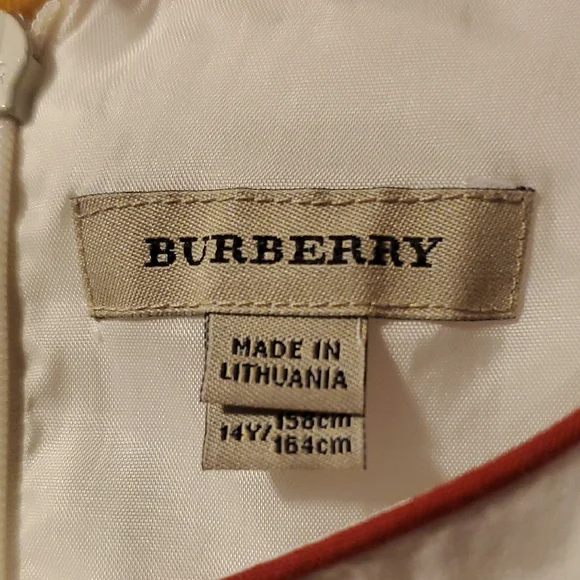 BURBERRY
MADE IN
LITHUANIA
158cm
14Y/
164cm